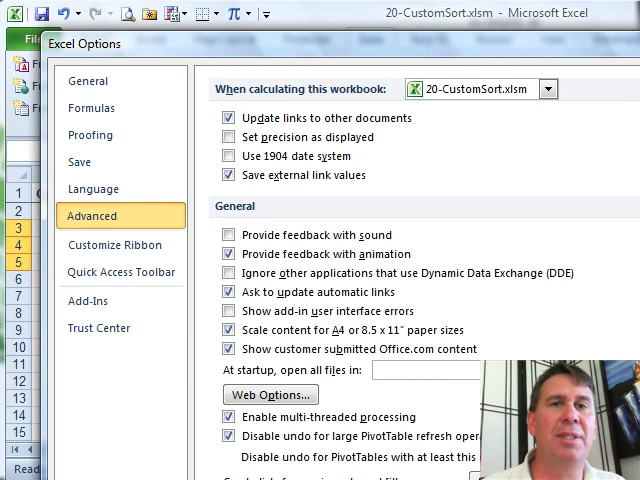 20-CustomSort.xlsm - Microsoft Excel
Excel Options
General
Formulas
Proofing
Save
Language
Advanced
Customize Ribbon
Quick Access Toolbar
Add-Ins
Trust Center
When calculating this workbook: 20-CustomSort.xlsm
Update links to other documents
Set precision as displayed
Use 1904 date system
Save external link values
General
Provide feedback with sound
Provide feedback with animation
Ignore other applications that use Dynamic Data Exchange (DDE)
Ask to update automatic links
Show add-in user interface errors
Scale content for A4 or 8.5 x 11" paper sizes
Show customer submitted Office.com content
At startup, open all files in:
Web Options...
Enable multi-threaded processing
Disable undo for large PivotTable refresh opera
Disable undo for PivotTables with at least this
1
2
3
4
5
6
7
8
9
10
11
12
13
14
15
Read